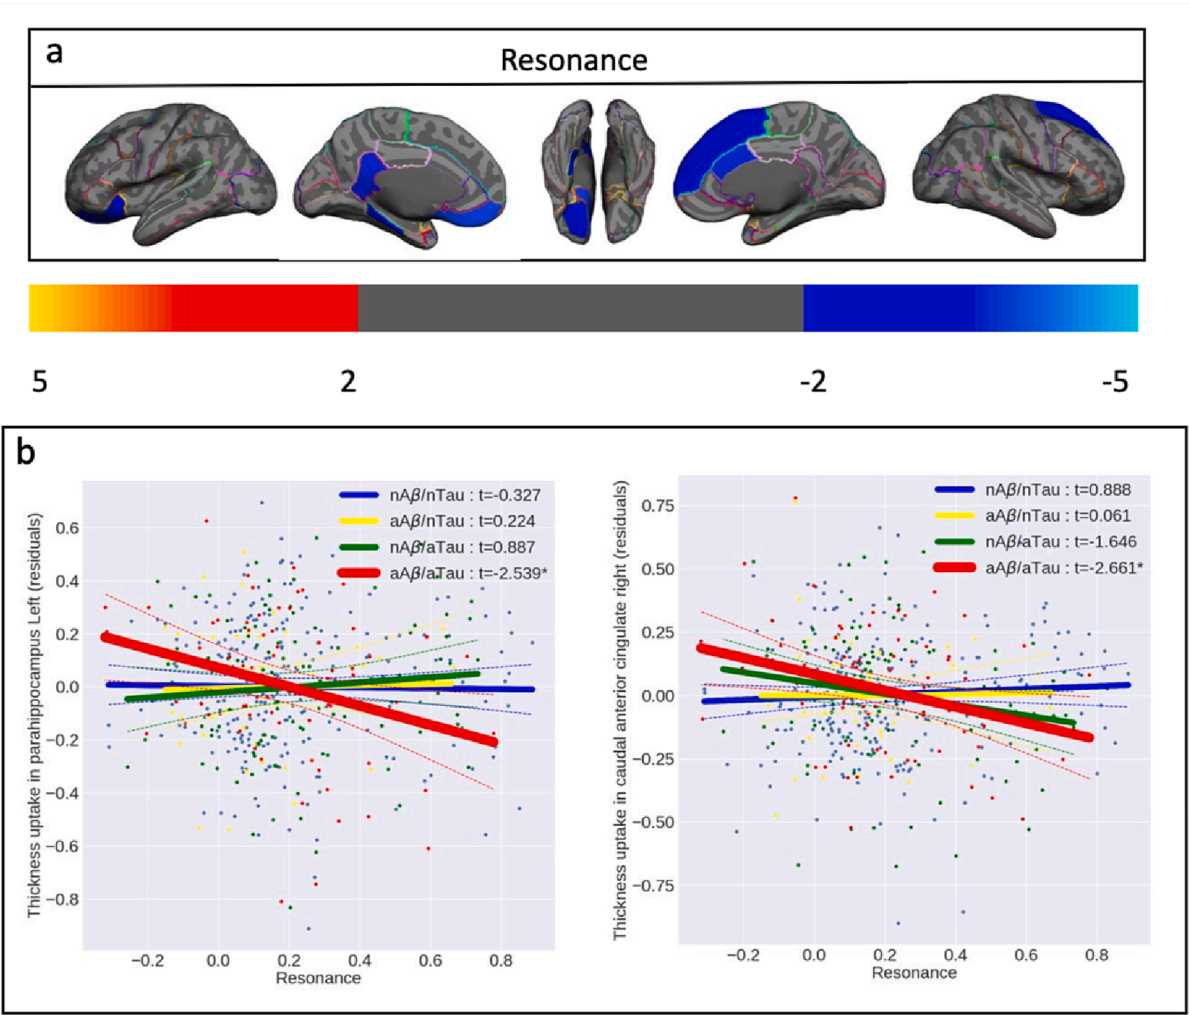 a
Resonance
5 2 -2 -5
b
Thickness uptake in parahippocampus Left (residuals)
nAβ/nTau : t=-0.327
aAβ/nTau : t=0.224
nAβ/aTau : t=0.887
aAβ/aTau : t=-2.539*
0.6
0.4
0.2
0.0
−0.2
−0.4
−0.6
−0.8
−0.2 0.0 0.2 0.4 0.6 0.8
Resonance
Thickness uptake in caudal anterior cingulate right (residuals)
nAβ/nTau : t=0.888
aAβ/nTau : t=0.061
nAβ/aTau : t=-1.646
aAβ/aTau : t=-2.661*
0.75
0.50
0.25
0.00
−0.25
−0.50
−0.75
−0.2 0.0 0.2 0.4 0.6 0.8
Resonance